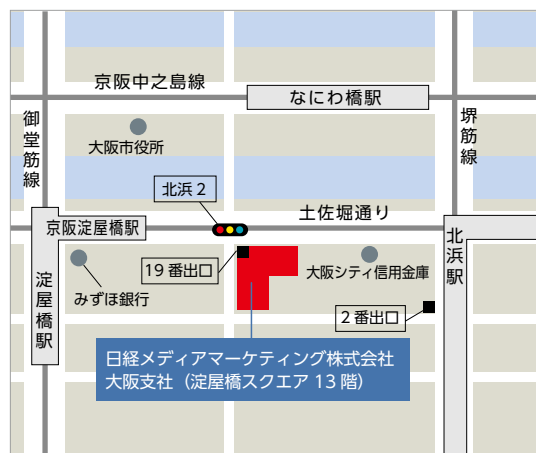 京阪中之島線
なにわ橋駅
御堂筋線
堺筋線
大阪市役所
北浜2
土佐堀通り
京阪淀屋橋駅
北浜駅
淀屋橋駅
19番出口
大阪シティ信用金庫
みずほ銀行
2番出口
日経メディアマーケティング株式会社
大阪支社（淀屋橋スクエア13階）